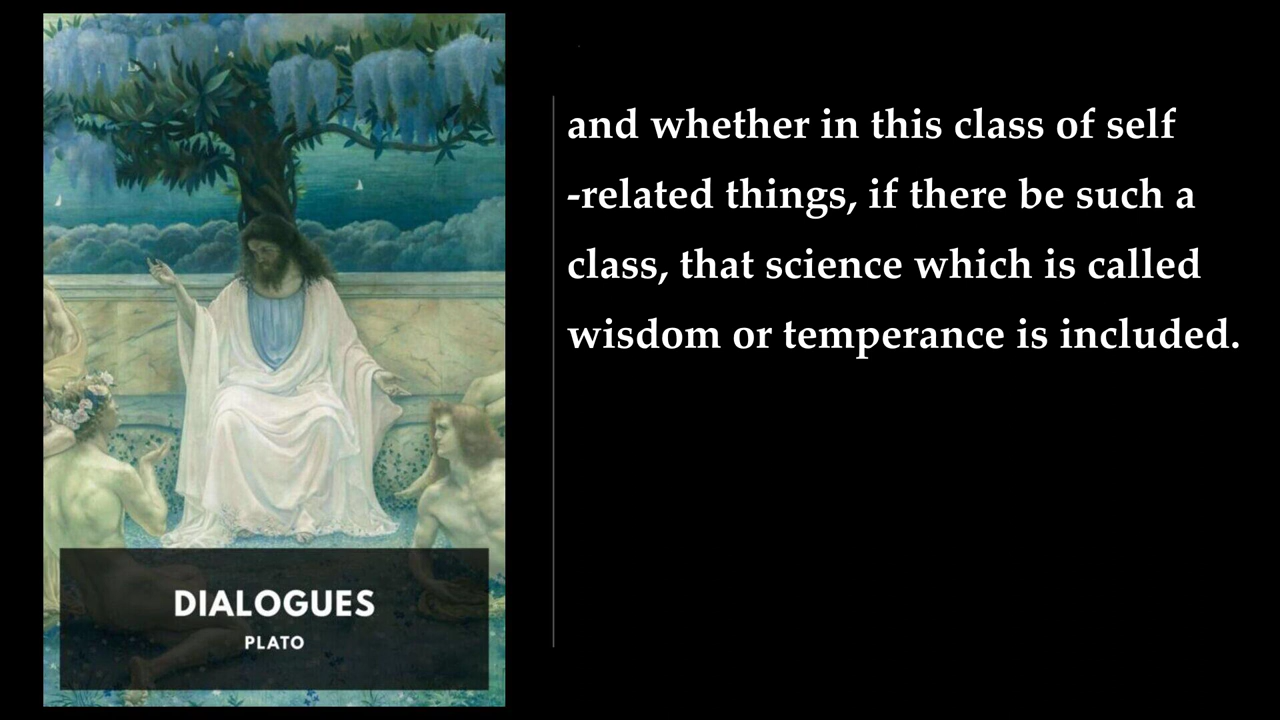 and whether in this class of self
-related things, if there be such a
class, that science which is called
wisdom or temperance is included.
DIALOGUES
PLATO